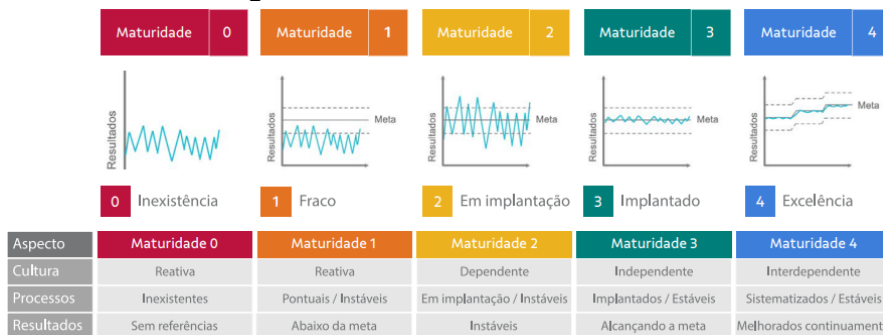 Maturidade 0 Maturidade 1 Maturidade 2 Maturidade 3 Maturidade 4
Resultados Resultados Meta Resultados Meta Resultados Meta Resultados Meta
0 Inexistência 1 Fraco 2 Em implantação 3 Implantado 4 Excelência
Aspecto Maturidade 0 Maturidade 1 Maturidade 2 Maturidade 3 Maturidade 4
Cultura Reativa Reativa Dependente Independente Interdependente
Processos Inexistentes Pontuais / Instáveis Em implantação / Instáveis Implantados / Estáveis Sistematizados / Estáveis
Resultados Sem referências Abaixo da meta Instáveis Alcançando a meta Melhorados continuament